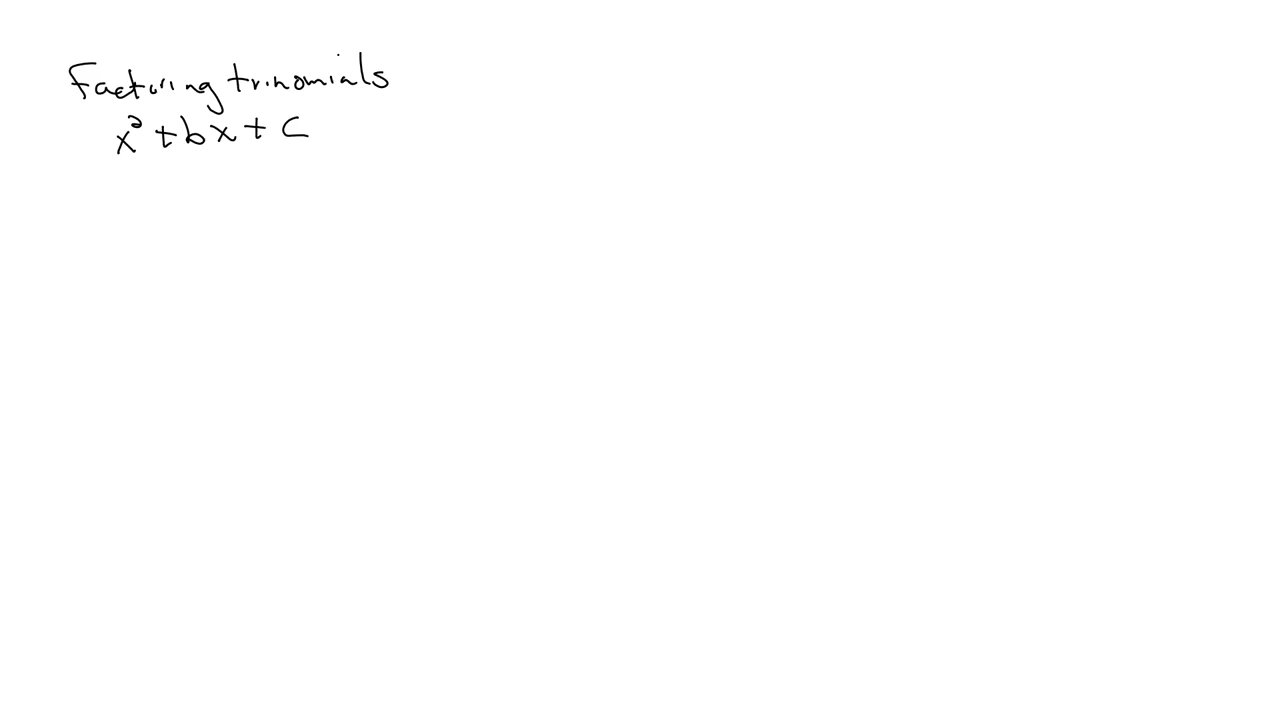 Factoring trinomials
x² + bx + c